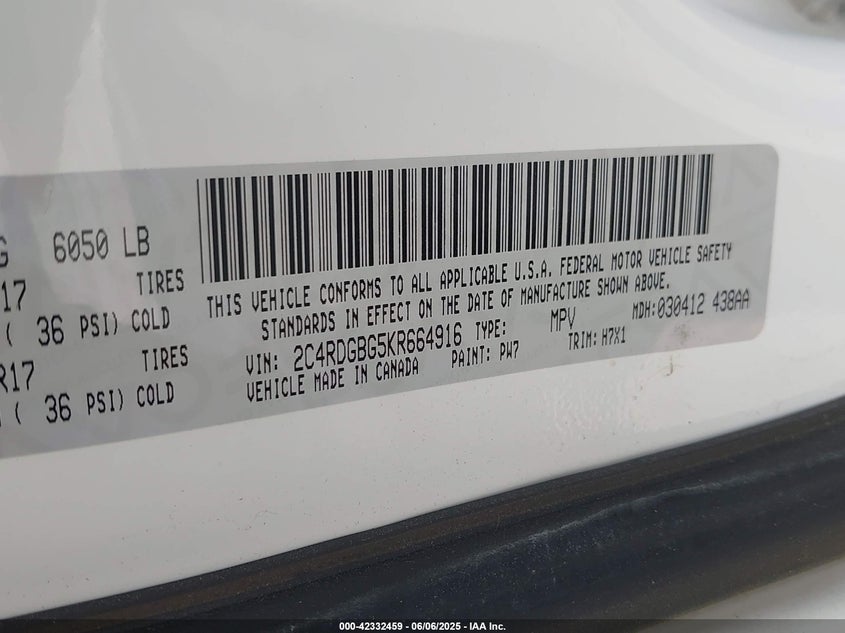 6050 LB
17 TIRES
( 36 PSI) COLD
R17 TIRES
( 36 PSI) COLD
THIS VEHICLE CONFORMS TO ALL APPLICABLE U.S.A. FEDERAL MOTOR VEHICLE SAFETY
STANDARDS IN EFFECT ON THE DATE OF MANUFACTURE SHOWN ABOVE.
VIN: 2C4RDGBG5KR664916 TYPE: MPV MDH:030412 438AA
VEHICLE MADE IN CANADA PAINT: PW7 TRIM: H7X1
000-42332459 - 06/06/2025 - IAA Inc.